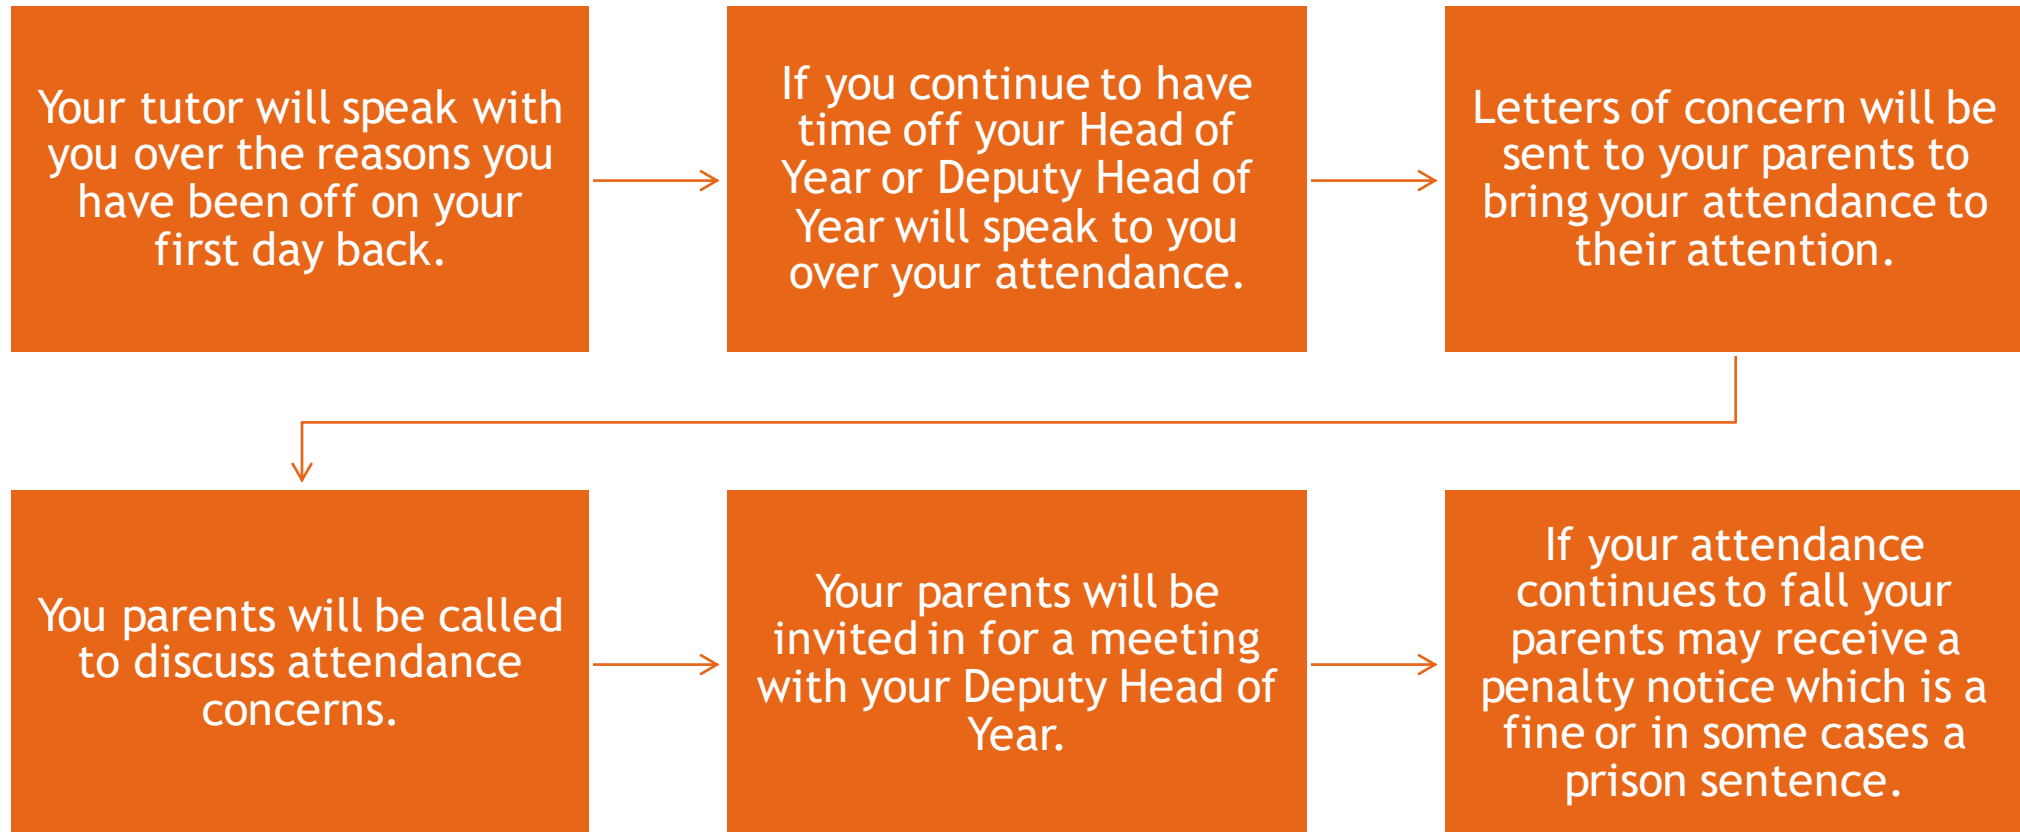 Your tutor will speak with
you over the reasons you
have been off on your
first day back.
If you continue to have
time off your Head of
Year or Deputy Head of
Year will speak to you
over your attendance.
Letters of concern will be
sent to your parents to
bring your attendance to
their attention.
You parents will be called
to discuss attendance
concerns.
Your parents will be
invited in for a meeting
with your Deputy Head of
Year.
If your attendance
continues to fall your
parents may receive a
penalty notice which is a
fine or in some cases a
prison sentence.